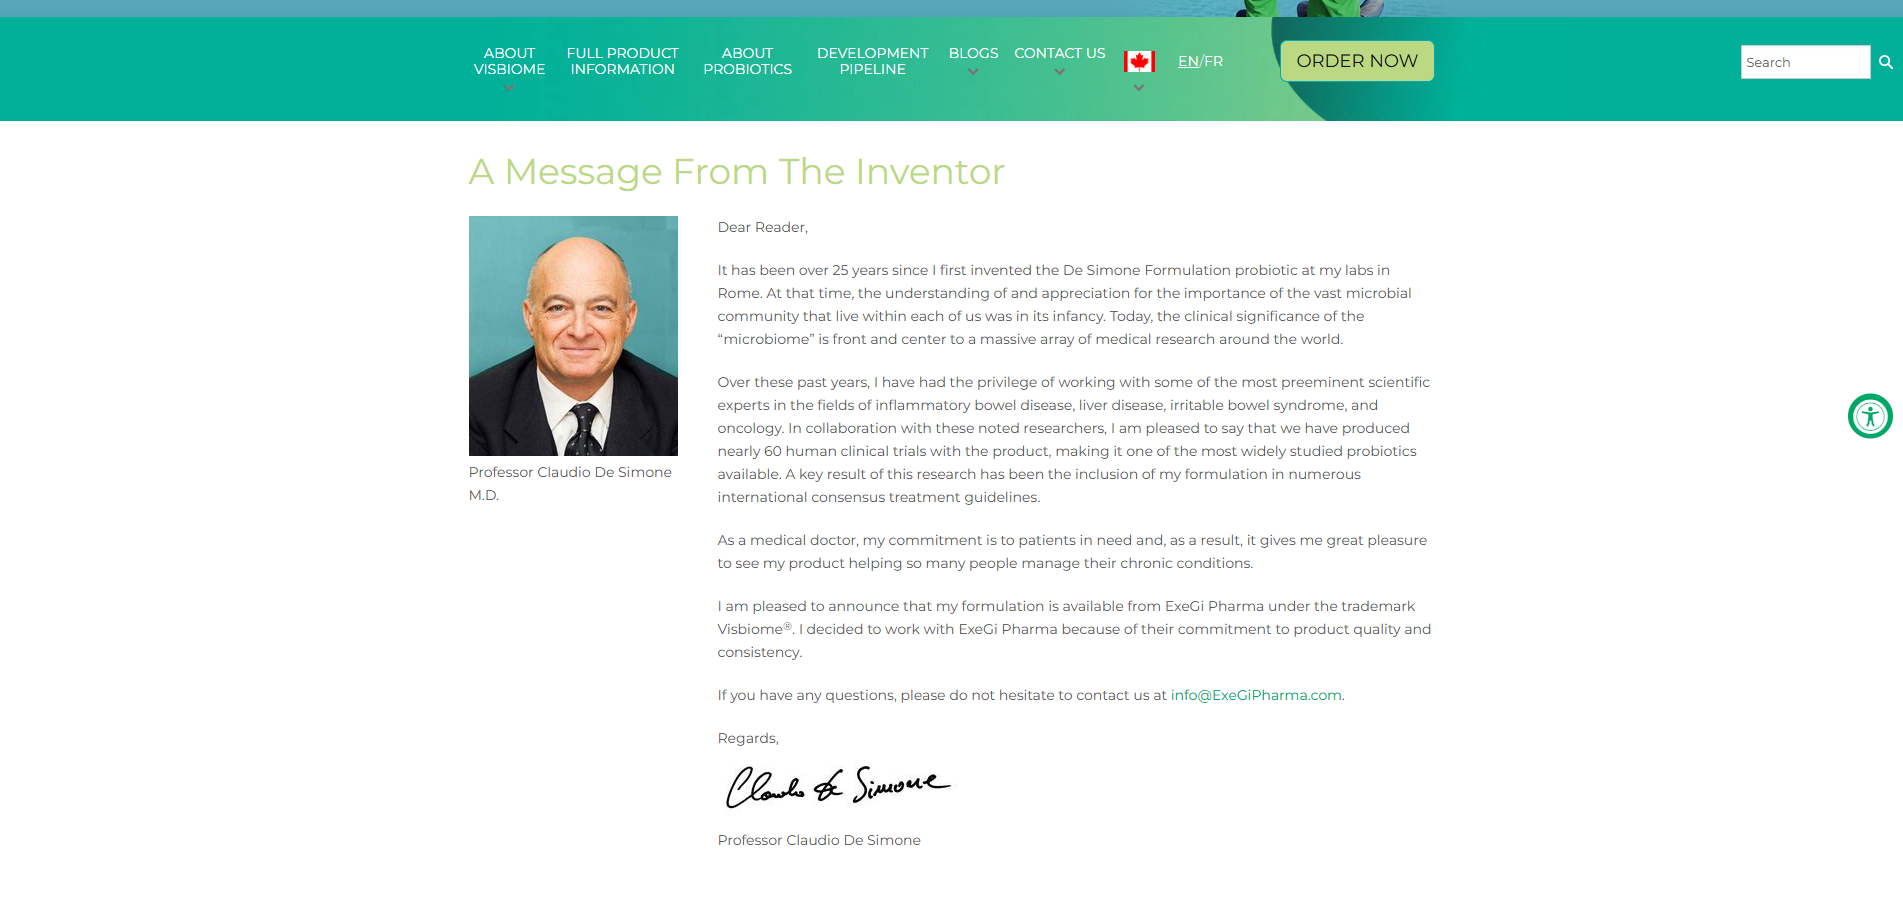 ABOUT VISBIOME
FULL PRODUCT INFORMATION
ABOUT PROBIOTICS
DEVELOPMENT PIPELINE
BLOGS
CONTACT US
EN/FR
ORDER NOW
Search
A Message From The Inventor
Professor Claudio De Simone
M.D.
Dear Reader,
It has been over 25 years since I first invented the De Simone Formulation probiotic at my labs in
Rome. At that time, the understanding of and appreciation for the importance of the vast microbial
community that live within each of us was in its infancy. Today, the clinical significance of the
“microbiome” is front and center to a massive array of medical research around the world.
Over these past years, I have had the privilege of working with some of the most preeminent scientific
experts in the fields of inflammatory bowel disease, liver disease, irritable bowel syndrome, and
oncology. In collaboration with these noted researchers, I am pleased to say that we have produced
nearly 60 human clinical trials with the product, making it one of the most widely studied probiotics
available. A key result of this research has been the inclusion of my formulation in numerous
international consensus treatment guidelines.
As a medical doctor, my commitment is to patients in need and, as a result, it gives me great pleasure
to see my product helping so many people manage their chronic conditions.
I am pleased to announce that my formulation is available from ExeGi Pharma under the trademark
Visbiome®. I decided to work with ExeGi Pharma because of their commitment to product quality and
consistency.
If you have any questions, please do not hesitate to contact us at info@ExeGiPharma.com.
Regards,
Claudio De Simone
Professor Claudio De Simone